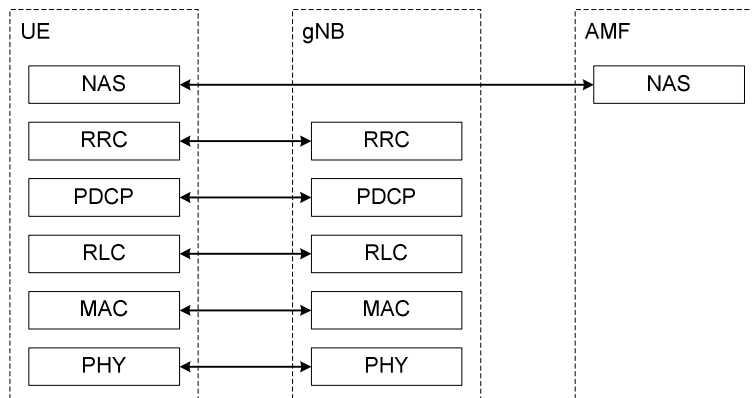 UE gNB AMF
NAS NAS
RRC RRC
PDCP PDCP
RLC RLC
MAC MAC
PHY PHY